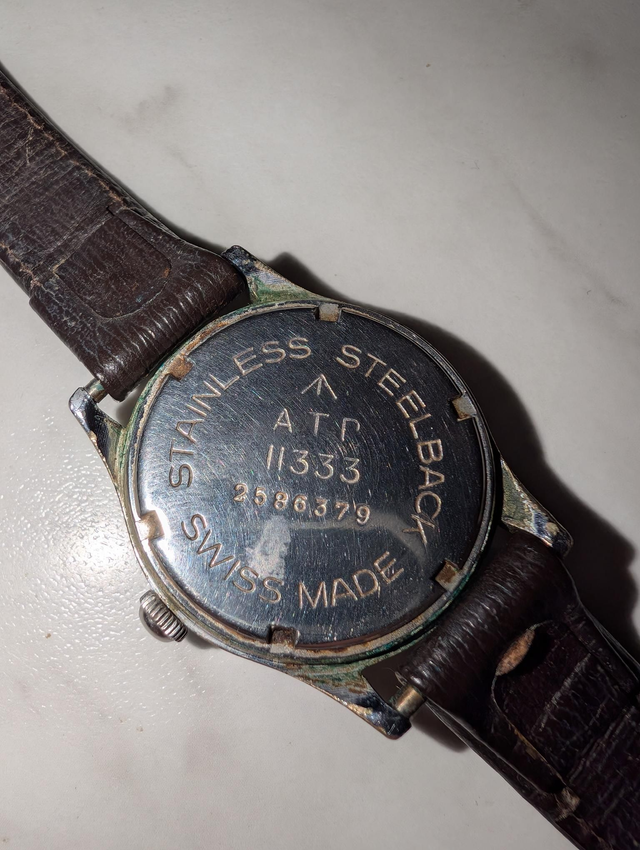 STAINLESS STEELBACK
ATP
11333
2586379
SWISS MADE